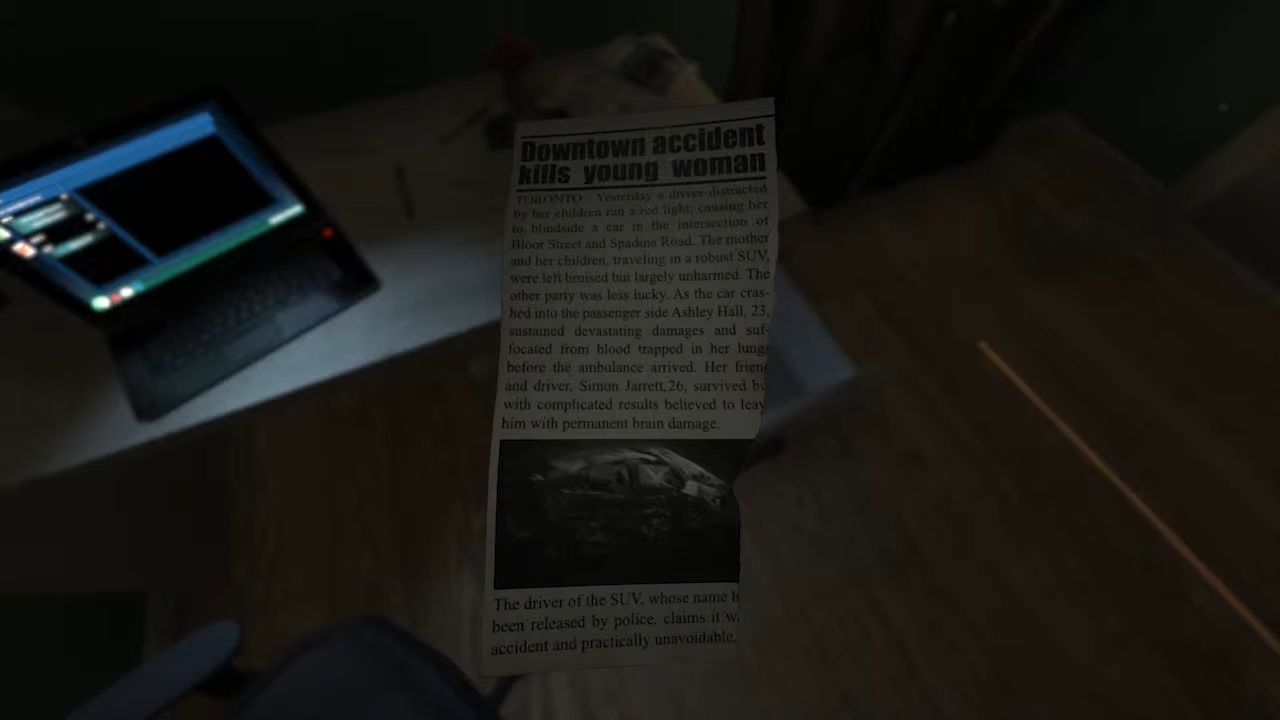 Downtown accident
kills young woman
TORONTO - Yesterday a driver distracted
by her children ran a red light, causing her
to blindside a car in the intersection of
Bloor Street and Spadina Road. The mother
and her children, traveling in a robust SUV,
were left bruised but largely unharmed. The
other party was less lucky. As the car cras-
hed into the passenger side Ashley Hall, 23,
sustained devastating damages and suf-
focated from blood trapped in her lungs
before the ambulance arrived. Her frien
and driver, Simon Jarrett, 26, survived bu
with complicated results believed to leav
him with permanent brain damage.
The driver of the SUV, whose name h
been released by police, claims it w
accident and practically unavoidable.